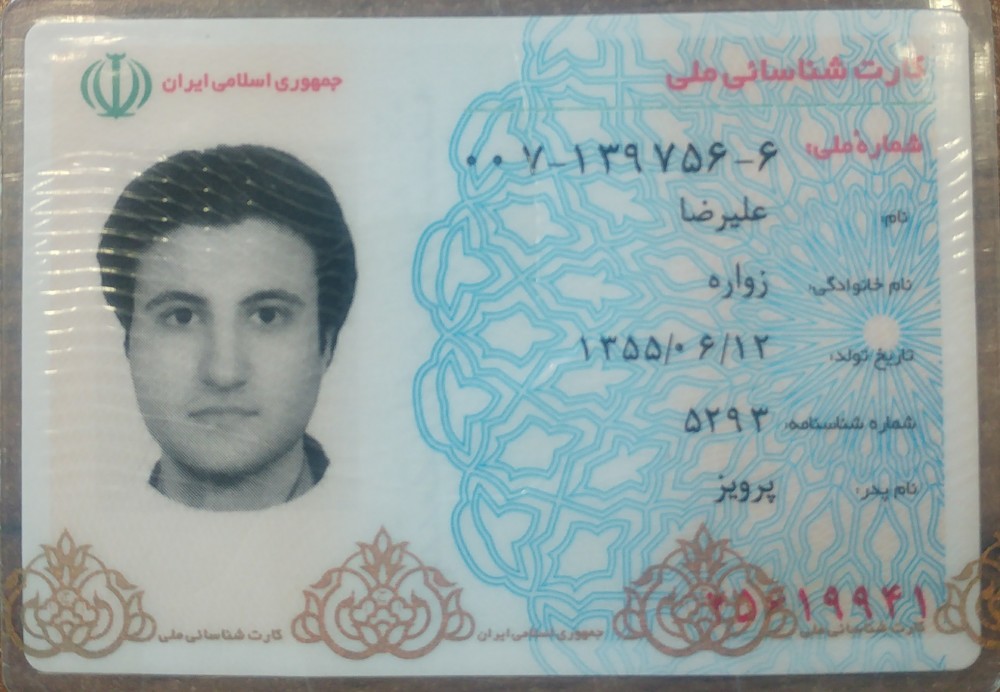 کارت شناسائی ملی
جمهوری اسلامی ایران
شمارهٔ ملی: ۰۰۷-۱۳۹۷۵۶-۶
نام: علیرضا
نام خانوادگی: زواره
تاریخ تولد: ۱۳۵۵/۰۶/۱۲
شماره شناسنامه: ۵۲۹۳
نام پدر: پرویز
کارت شناسائی ملی جمهوری اسلامی ایران کارت شناسائی ملی